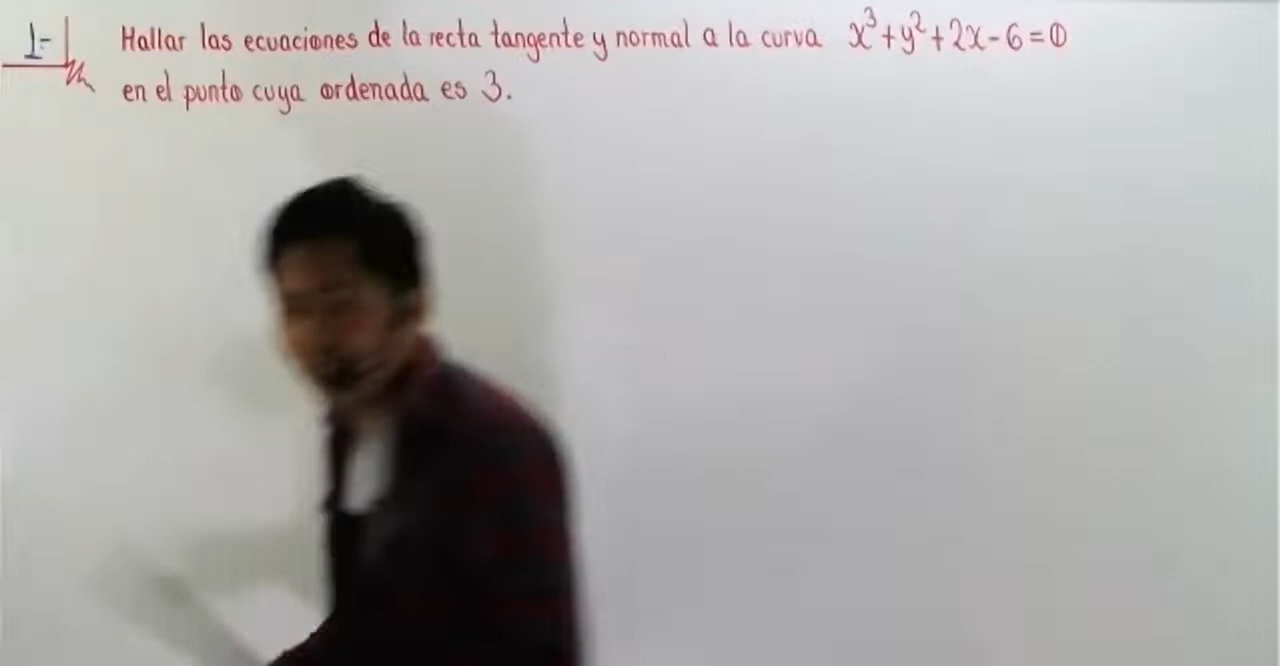 1- Hallar las ecuaciones de la recta tangente y normal a la curva x³+y²+2x-6=0
en el punto cuya ordenada es 3.